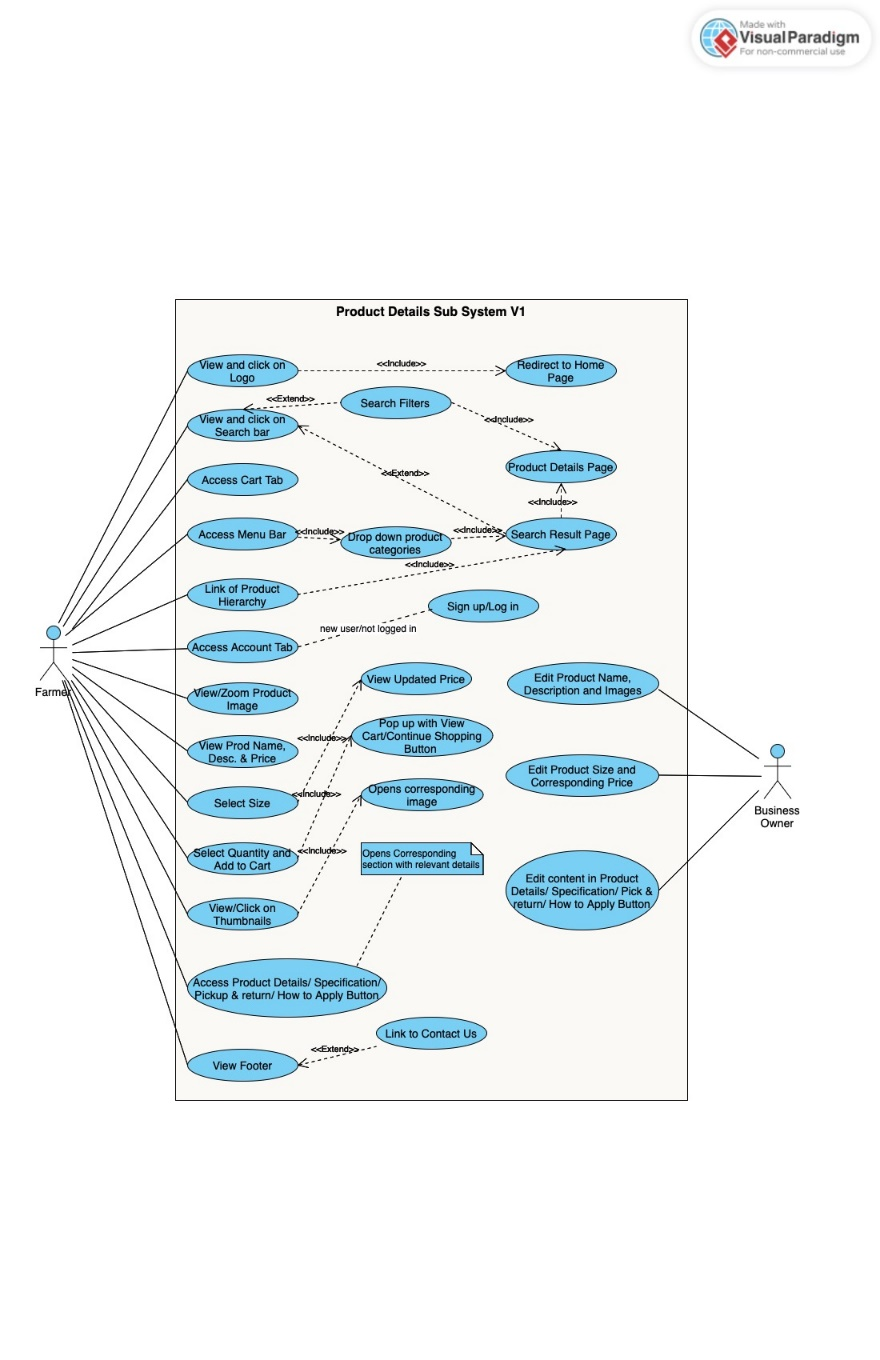 Made with
Visual Paradigm
For non-commercial use
Product Details Sub System V1
View and click on
Logo
<<Include>>
Redirect to Home
Page
<<Extend>>
Search Filters
View and click on
Search bar
<<Include>>
Product Details Page
<<Extend>>
Access Cart Tab
<<Include>>
Access Menu Bar
<<Include>>
Drop down product
categories
<<Include>>
Search Result Page
<<Include>>
Link of Product
Hierarchy
Sign up/Log in
new user/not logged in
Access Account Tab
Farmer
View/Zoom Product
Image
View Updated Price
Edit Product Name,
Description and Images
View Prod Name,
Desc. & Price
<<Include>>
Pop up with View
Cart/Continue Shopping
Button
Edit Product Size and
Corresponding Price
Business
Owner
Select Size
<<Include>>
Opens corresponding
image
Select Quantity and
Add to Cart
<<Include>>
Opens Corresponding
section with relevant details
Edit content in Product
Details/ Specification/ Pick &
return/ How to Apply Button
View/Click on
Thumbnails
Access Product Details/ Specification/
Pickup & return/ How to Apply Button
Link to Contact Us
<<Extend>>
View Footer